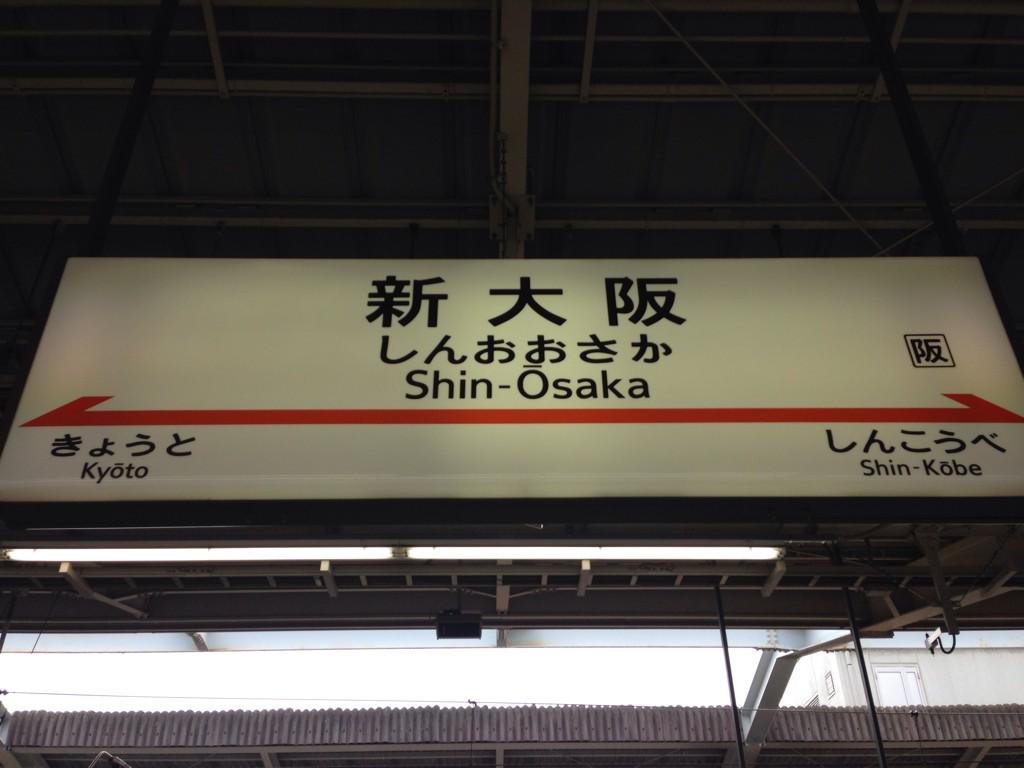 新大阪
しんおおさか
Shin-Ōsaka
阪
きょうと
Kyōto
しんこうべ
Shin-Kōbe